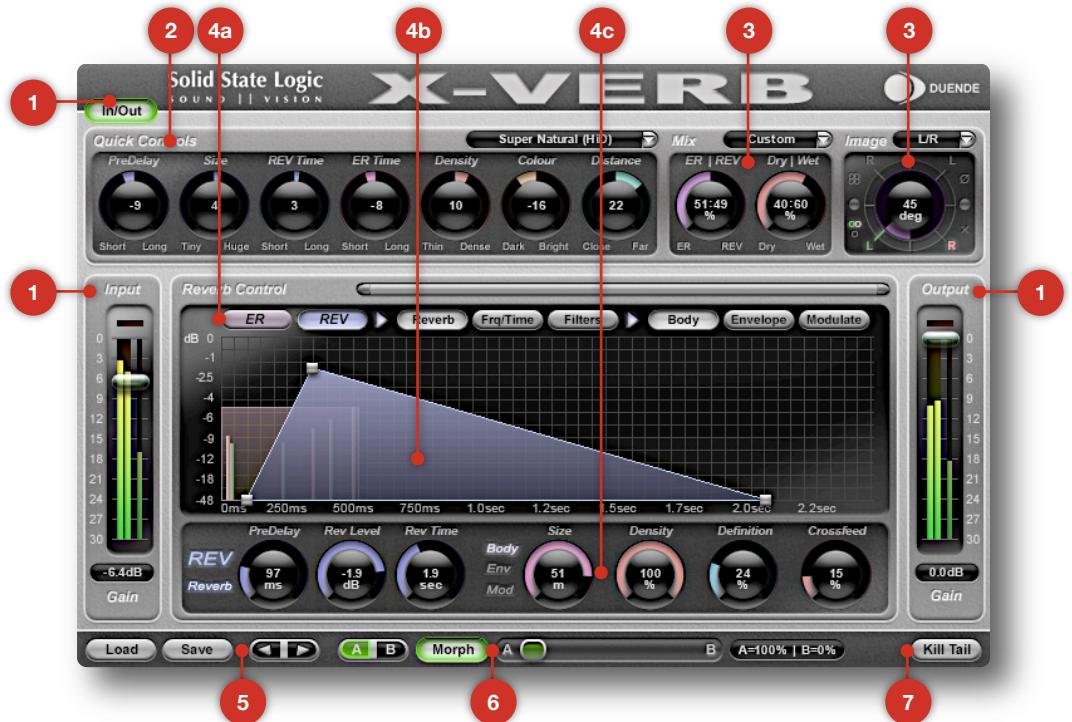 2 4a 4b 4c 3 3
Solid State Logic
SOUND || VISION
X-VERB
DUENDE
1
In/Out
Quick Controls
Super Natural (HiD)
Mix
Custom
Image
L/R
PreDelay Size REV Time ER Time Density Colour Distance
ER | REV Dry | Wet
R L
-9 4 3 -8 10 -16 22
51:49
%
40:60
%
45
deg
Short Long Tiny Huge Short Long Short Long Thin Dense Dark Bright Close Far
ER REV Dry Wet
L R
1
Input
Reverb Control
Output
1
ER REV Reverb Frq/Time Filters Body Envelope Modulate
dB 0
-1
-2.5
-4
-6
-9
-12
-18
-48
0ms 250ms 500ms 750ms 1.0sec 1.2sec 1.5sec 1.7sec 2.0sec 2.2sec
0
3
6
9
12
15
18
21
24
27
30
-6.4dB
Gain
0
3
6
9
12
15
18
21
24
27
30
0.0dB
Gain
PreDelay Rev Level Rev Time Size Density Definition Crossfeed
REV
Reverb
Body
Env
Mod
97
ms
-1.9
dB
1.9
sec
51
m
100
%
24
%
15
%
Load Save A B Morph A B A=100% | B=0% Kill Tail
5 6 7